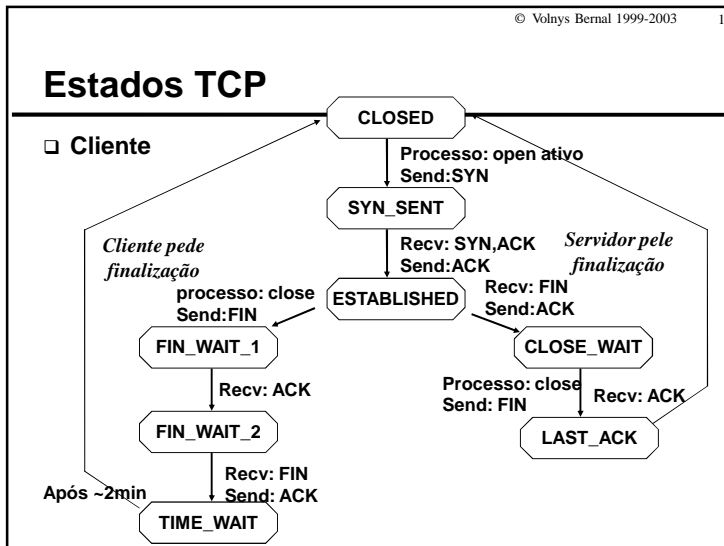 © Volnys Bernal 1999-2003 1
Estados TCP
CLOSED
❑ Cliente
Processo: open ativo
Send:SYN
SYN_SENT
Cliente pede
finalização
Recv: SYN,ACK
Send:ACK
Servidor pele
finalização
processo: close
Send:FIN
ESTABLISHED
Recv: FIN
Send:ACK
FIN_WAIT_1
CLOSE_WAIT
Recv: ACK
Processo: close
Send: FIN
Recv: ACK
FIN_WAIT_2
LAST_ACK
Recv: FIN
Send: ACK
Após ~2min
TIME_WAIT